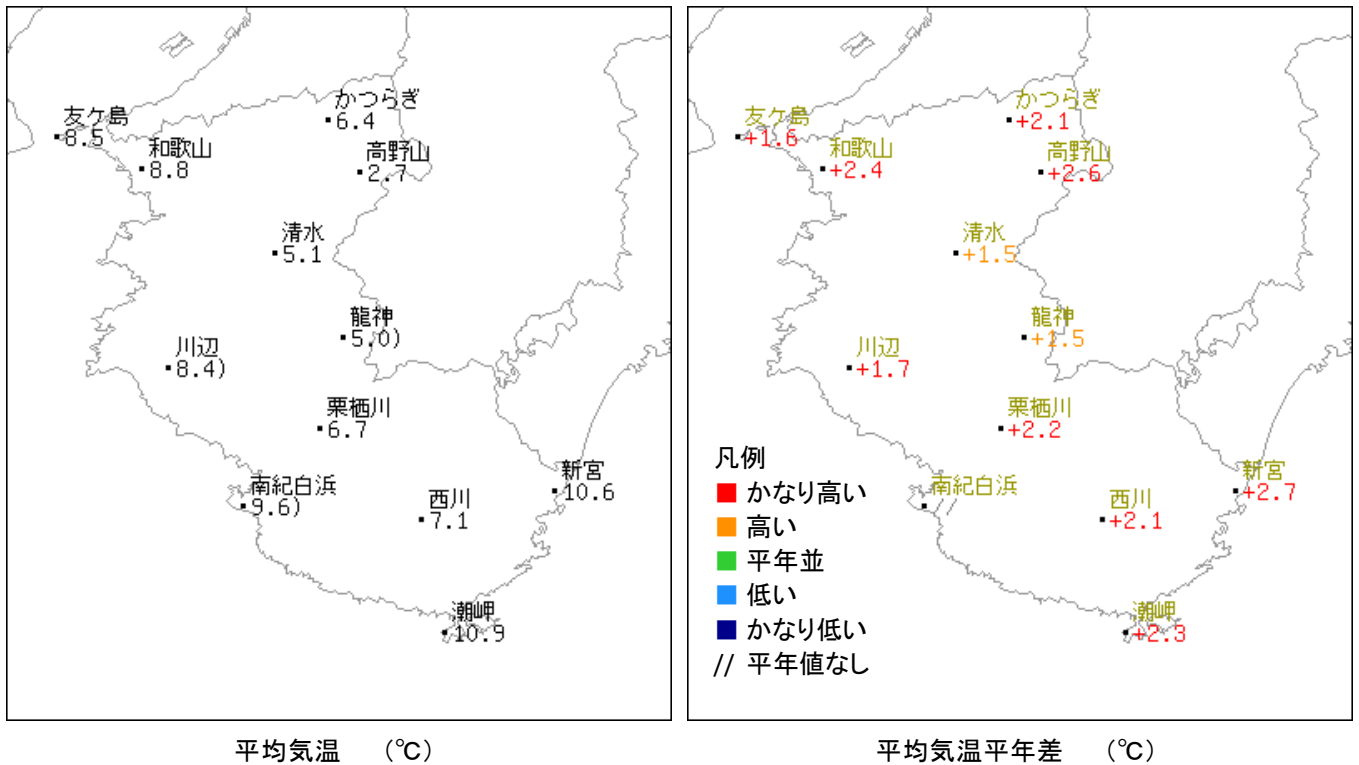 友ケ島
8.5
和歌山
8.8
かつらぎ
6.4
高野山
2.7
清水
5.1
龍神
5.0)
川辺
8.4)
栗栖川
6.7
南紀白浜
9.6)
西川
7.1
新宮
10.6
潮岬
10.9
平均気温 (℃)
友ケ島
+1.6
和歌山
+2.4
かつらぎ
+2.1
高野山
+2.6
清水
+1.5
龍神
+1.5
川辺
+1.7
栗栖川
+2.2
南紀白浜
//
西川
+2.1
新宮
+2.7
潮岬
+2.3
凡例
かなり高い
高い
平年並
低い
かなり低い
// 平年値なし
平均気温平年差 (℃)